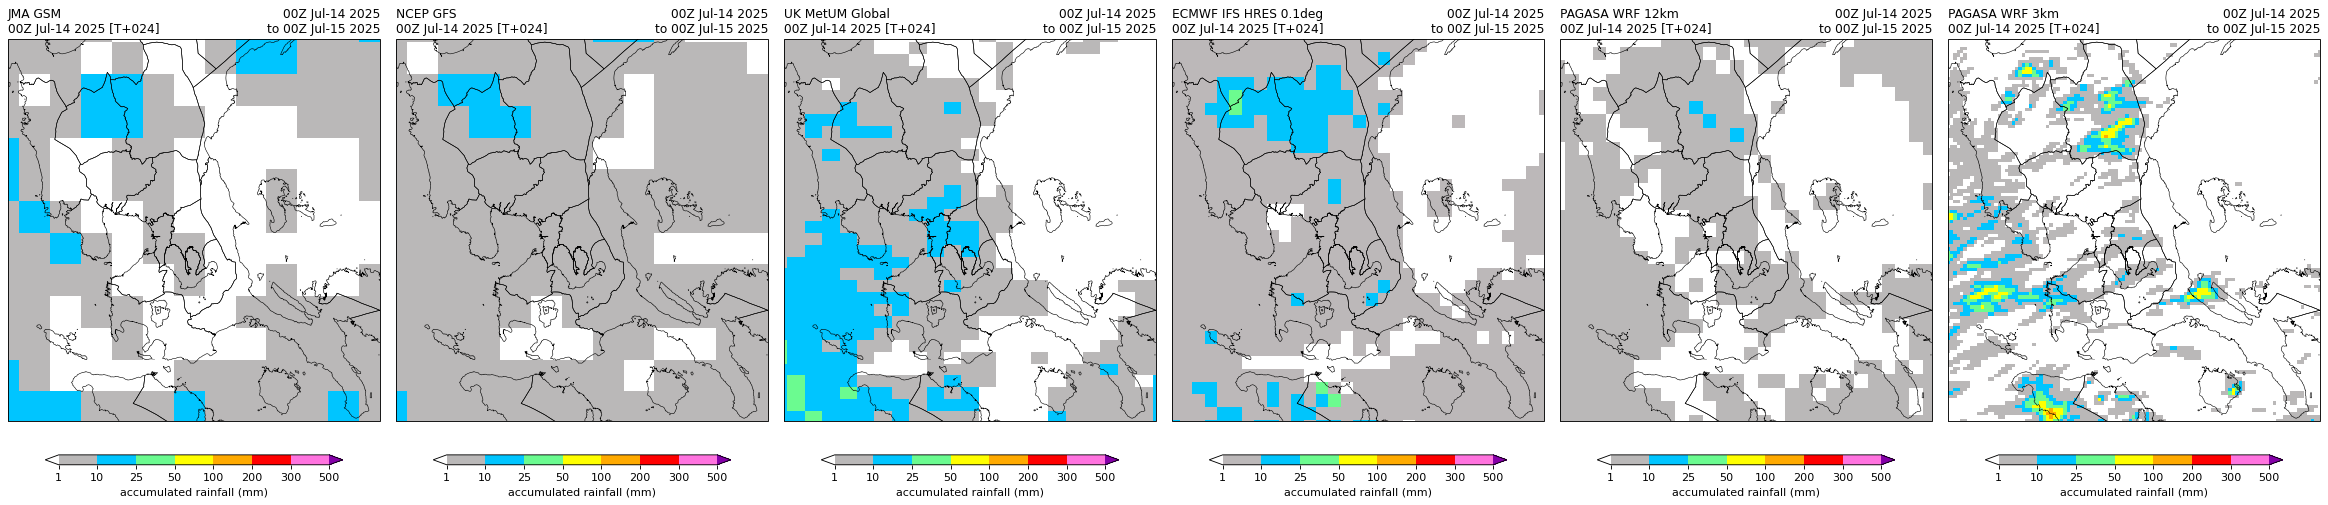 JMA GSM 00Z Jul-14 2025
00Z Jul-14 2025 [T+024] to 00Z Jul-15 2025
1 10 25 50 100 200 300 500
accumulated rainfall (mm)
NCEP GFS 00Z Jul-14 2025
00Z Jul-14 2025 [T+024] to 00Z Jul-15 2025
1 10 25 50 100 200 300 500
accumulated rainfall (mm)
UK MetUM Global 00Z Jul-14 2025
00Z Jul-14 2025 [T+024] to 00Z Jul-15 2025
1 10 25 50 100 200 300 500
accumulated rainfall (mm)
ECMWF IFS HRES 0.1deg 00Z Jul-14 2025
00Z Jul-14 2025 [T+024] to 00Z Jul-15 2025
1 10 25 50 100 200 300 500
accumulated rainfall (mm)
PAGASA WRF 12km 00Z Jul-14 2025
00Z Jul-14 2025 [T+024] to 00Z Jul-15 2025
1 10 25 50 100 200 300 500
accumulated rainfall (mm)
PAGASA WRF 3km 00Z Jul-14 2025
00Z Jul-14 2025 [T+024] to 00Z Jul-15 2025
1 10 25 50 100 200 300 500
accumulated rainfall (mm)